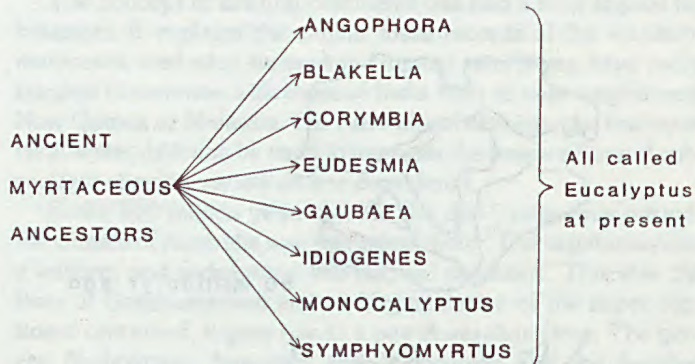 ANCIENT
MYRTACEOUS
ANCESTORS
ANGOPHORA
BLAKELLA
CORYMBIA
EUDESMIA
GAUBAEA
IDIOGENES
MONOCALYPTUS
SYMPHYOMYRTUS
All called
Eucalyptus
at present